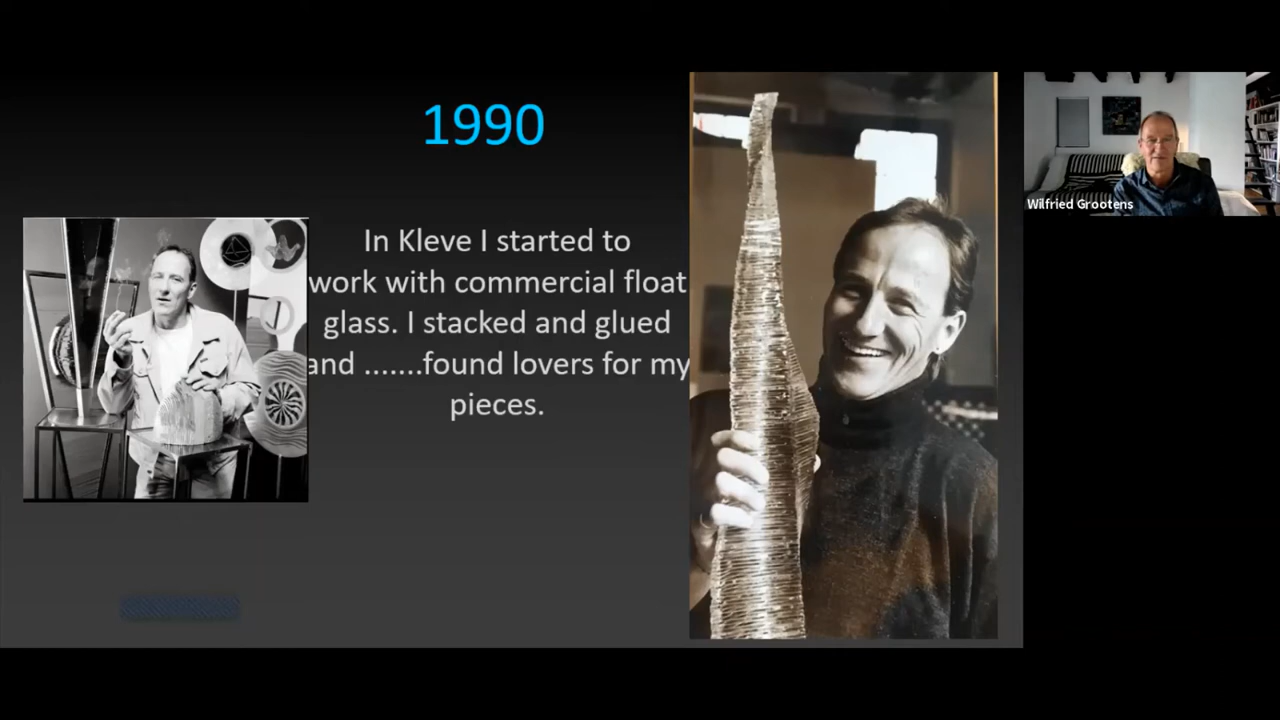 1990
In Kleve I started to
work with commercial float
glass. I stacked and glued
and .......found lovers for my
pieces.
Wilfried Grootens